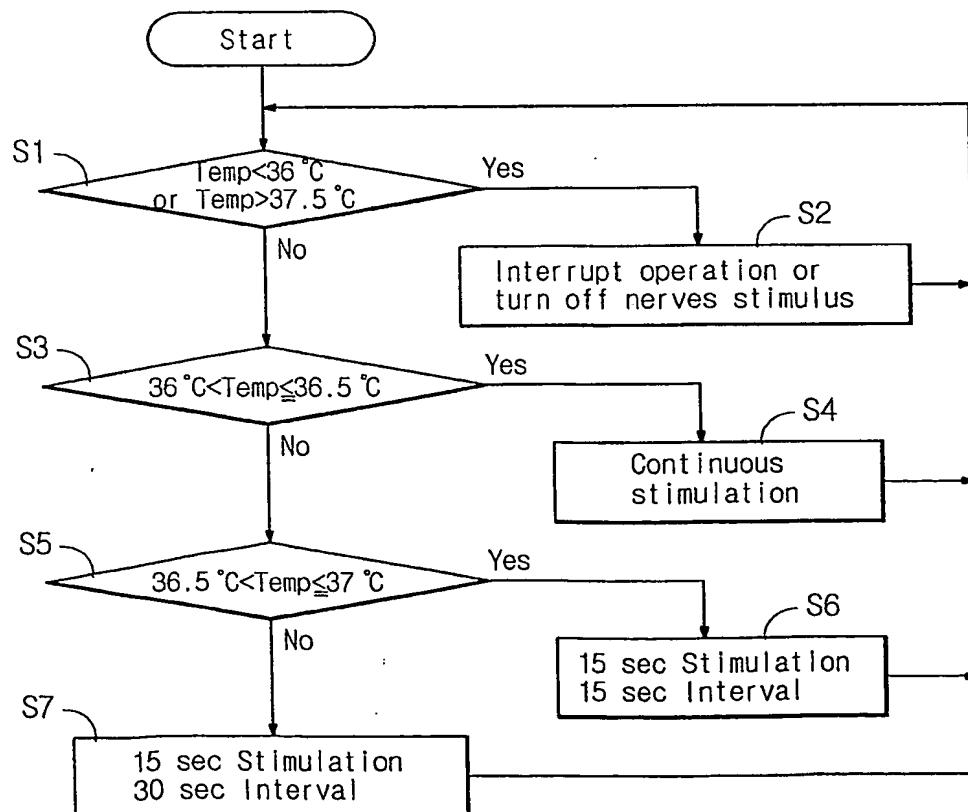 Start
S1
Temp<36°C
or Temp>37.5°C
Yes
No
S2
Interrupt operation or
turn off nerves stimulus
S3
36°C<Temp≦36.5°C
Yes
No
S4
Continuous
stimulation
S5
36.5°C<Temp≦37°C
Yes
No
S6
15 sec Stimulation
15 sec Interval
S7
15 sec Stimulation
30 sec Interval